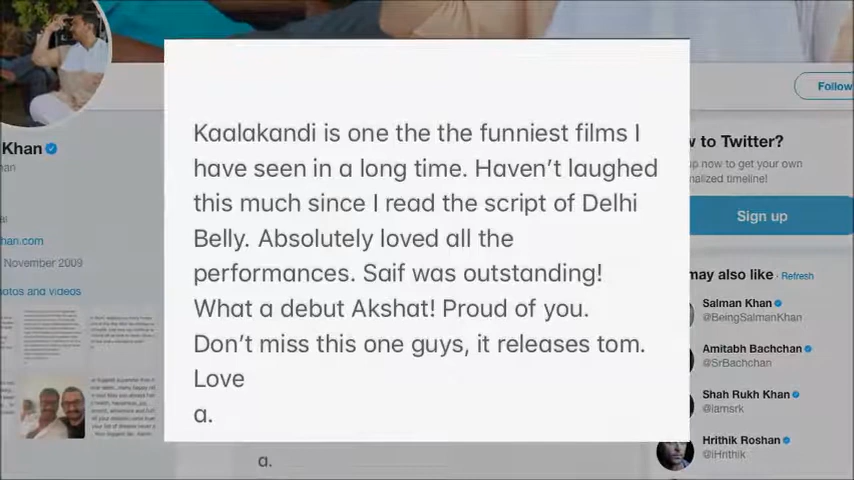 Kaalakandi is one the the funniest films I
have seen in a long time. Haven't laughed
this much since I read the script of Delhi
Belly. Absolutely loved all the
performances. Saif was outstanding!
What a debut Akshat! Proud of you.
Don't miss this one guys, it releases tom.
Love
a.
a.
Khan
han.com
November 2009
otos and videos
Follow
w to Twitter?
up now to get your own
nalized timeline!
Sign up
may also like · Refresh
Salman Khan
@BeingSalmanKhan
Amitabh Bachchan
@SrBachchan
Shah Rukh Khan
@iamsrk
Hrithik Roshan
@iHrithik